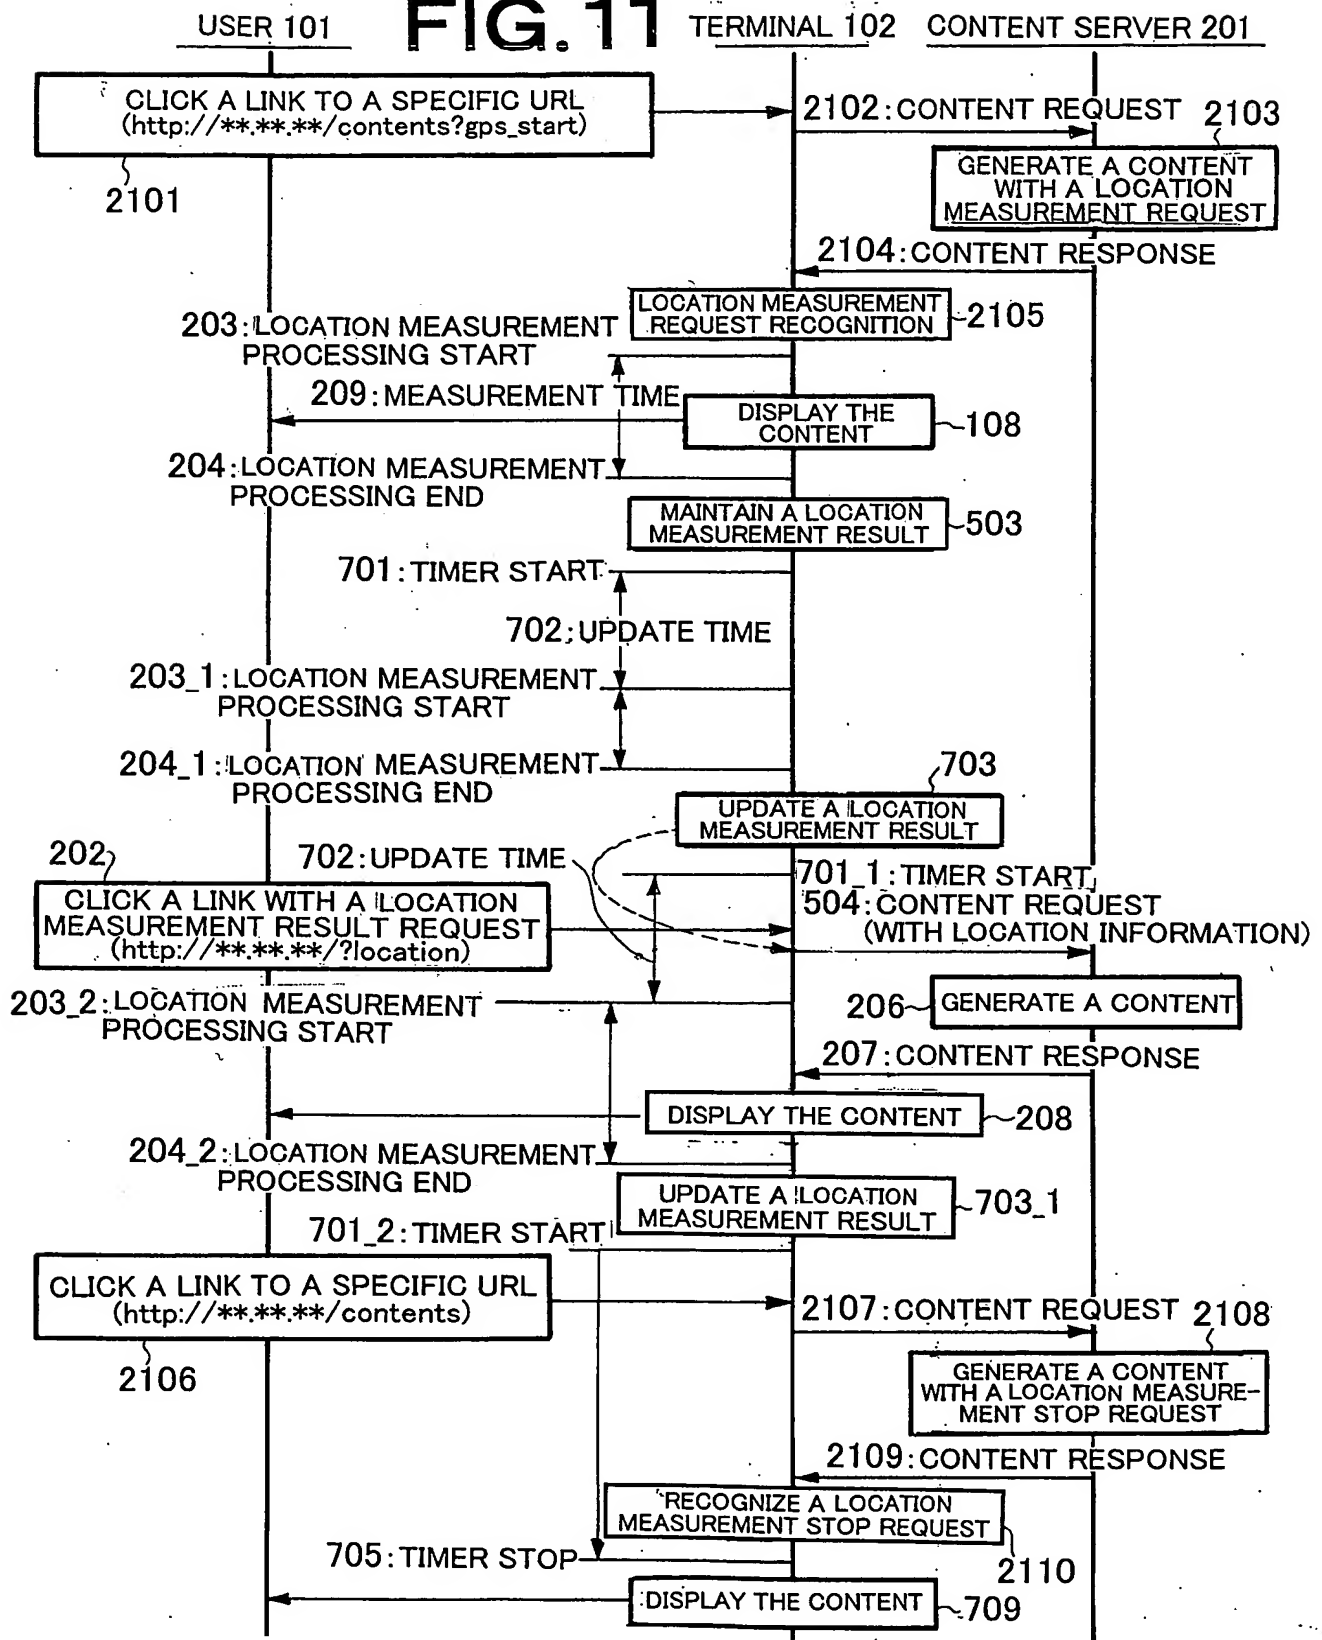 FIG.11
USER 101
TERMINAL 102
CONTENT SERVER 201
CLICK A LINK TO A SPECIFIC URL
(http://**.**.**/contents?gps_start)
2101
2102:CONTENT REQUEST
2103
GENERATE A CONTENT
WITH A LOCATION
MEASUREMENT REQUEST
2104:CONTENT RESPONSE
LOCATION MEASUREMENT
REQUEST RECOGNITION
2105
203:LOCATION MEASUREMENT
PROCESSING START
209:MEASUREMENT TIME
DISPLAY THE
CONTENT
108
204:LOCATION MEASUREMENT
PROCESSING END
MAINTAIN A LOCATION
MEASUREMENT RESULT
503
701:TIMER START
702:UPDATE TIME
203_1:LOCATION MEASUREMENT
PROCESSING START
204_1:LOCATION MEASUREMENT
PROCESSING END
703
UPDATE A LOCATION
MEASUREMENT RESULT
202
702:UPDATE TIME
701_1:TIMER START
CLICK A LINK WITH A LOCATION
MEASUREMENT RESULT REQUEST
(http://**.**.**/?location)
504:CONTENT REQUEST
(WITH LOCATION INFORMATION)
203_2:LOCATION MEASUREMENT
PROCESSING START
206
GENERATE A CONTENT
207:CONTENT RESPONSE
DISPLAY THE CONTENT
208
204_2:LOCATION MEASUREMENT
PROCESSING END
UPDATE A LOCATION
MEASUREMENT RESULT
703_1
701_2:TIMER START
CLICK A LINK TO A SPECIFIC URL
(http://**.**.**/contents)
2106
2107:CONTENT REQUEST
2108
GENERATE A CONTENT
WITH A LOCATION MEASURE-
MENT STOP REQUEST
2109:CONTENT RESPONSE
RECOGNIZE A LOCATION
MEASUREMENT STOP REQUEST
2110
705:TIMER STOP
DISPLAY THE CONTENT
709